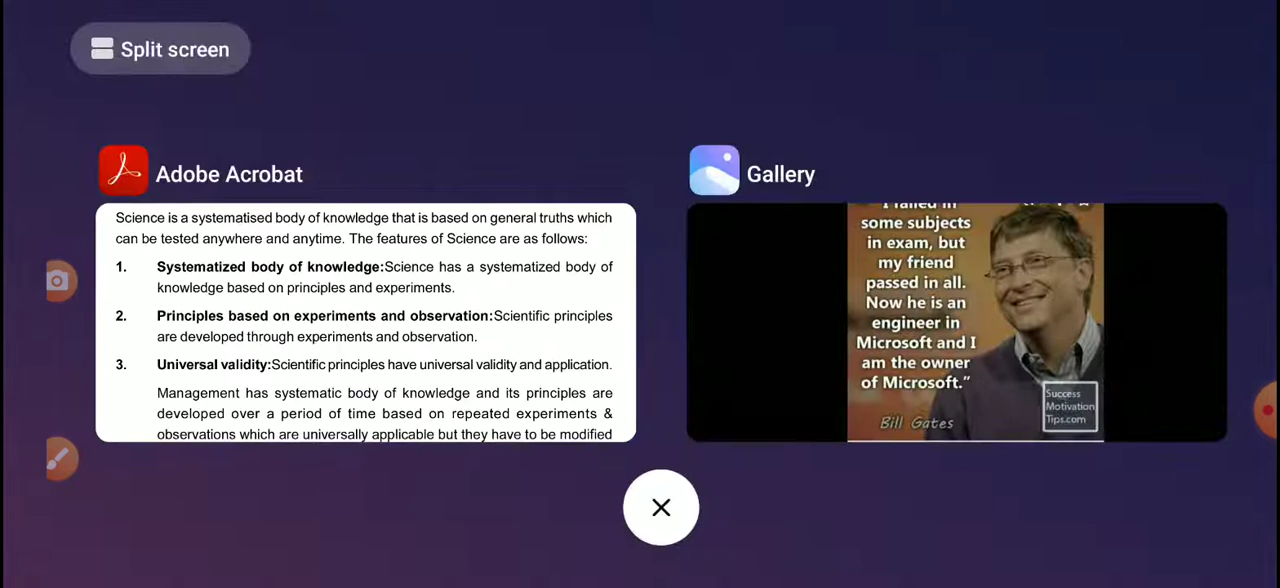 Split screen
Adobe Acrobat
Science is a systematised body of knowledge that is based on general truths which
can be tested anywhere and anytime. The features of Science are as follows:
1. Systematized body of knowledge:Science has a systematized body of
knowledge based on principles and experiments.
2. Principles based on experiments and observation:Scientific principles
are developed through experiments and observation.
3. Universal validity:Scientific principles have universal validity and application.
Management has systematic body of knowledge and its principles are
developed over a period of time based on repeated experiments &
observations which are universally applicable but they have to be modified
Gallery
"I failed in
some subjects
in exam, but
my friend
passed in all.
Now he is an
engineer in
Microsoft and I
am the owner
of Microsoft."
Bill Gates
Success
Motivation
Tips.com